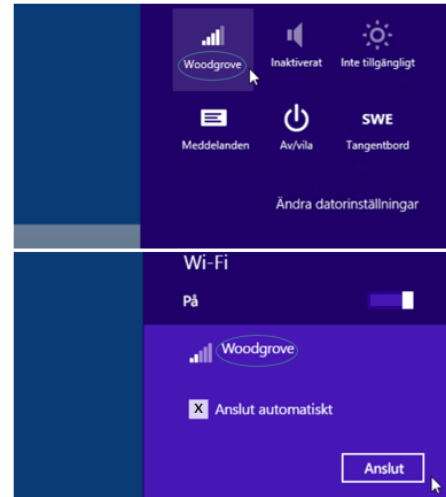 Woodgrove Inaktiverat Inte tillgängligt
SWE
Meddelanden Av/vila Tangentbord
Ändra datorinställningar
Wi-Fi
På
Woodgrove
X Anslut automatiskt
Anslut